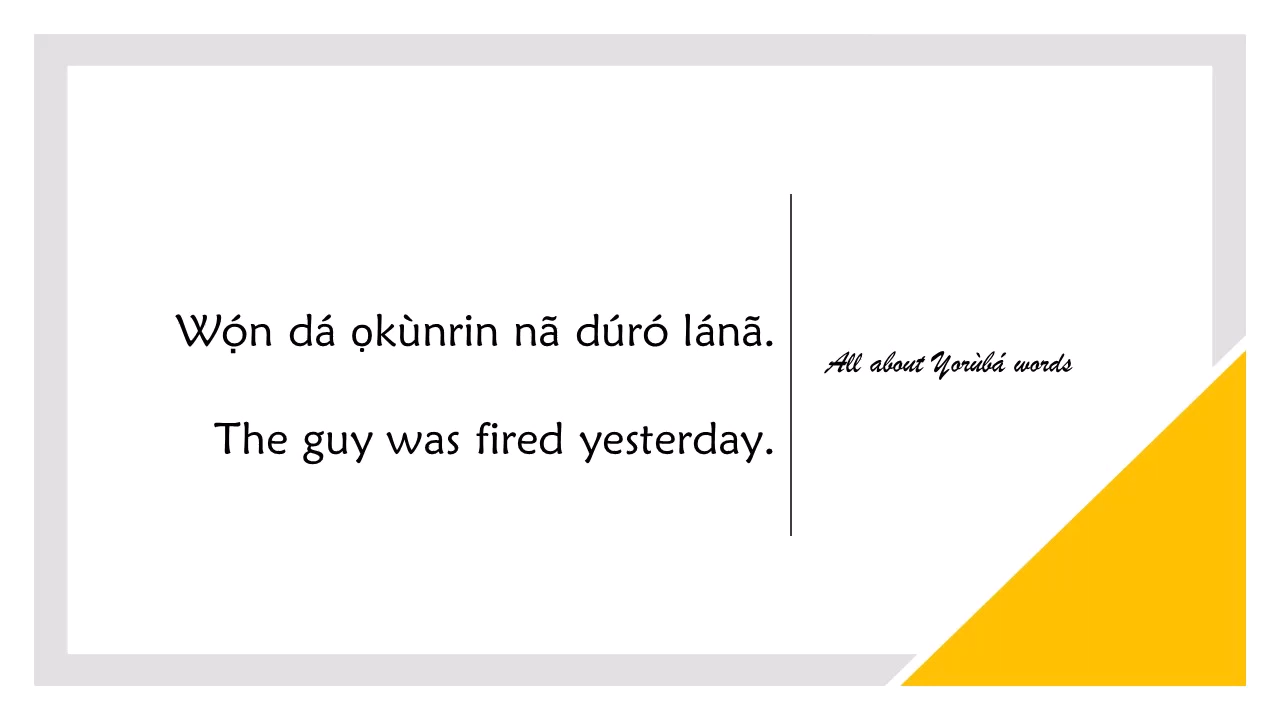 Wọ́n dá ọkùnrin nã dúró lánã.
The guy was fired yesterday.
All about Yorùbá words